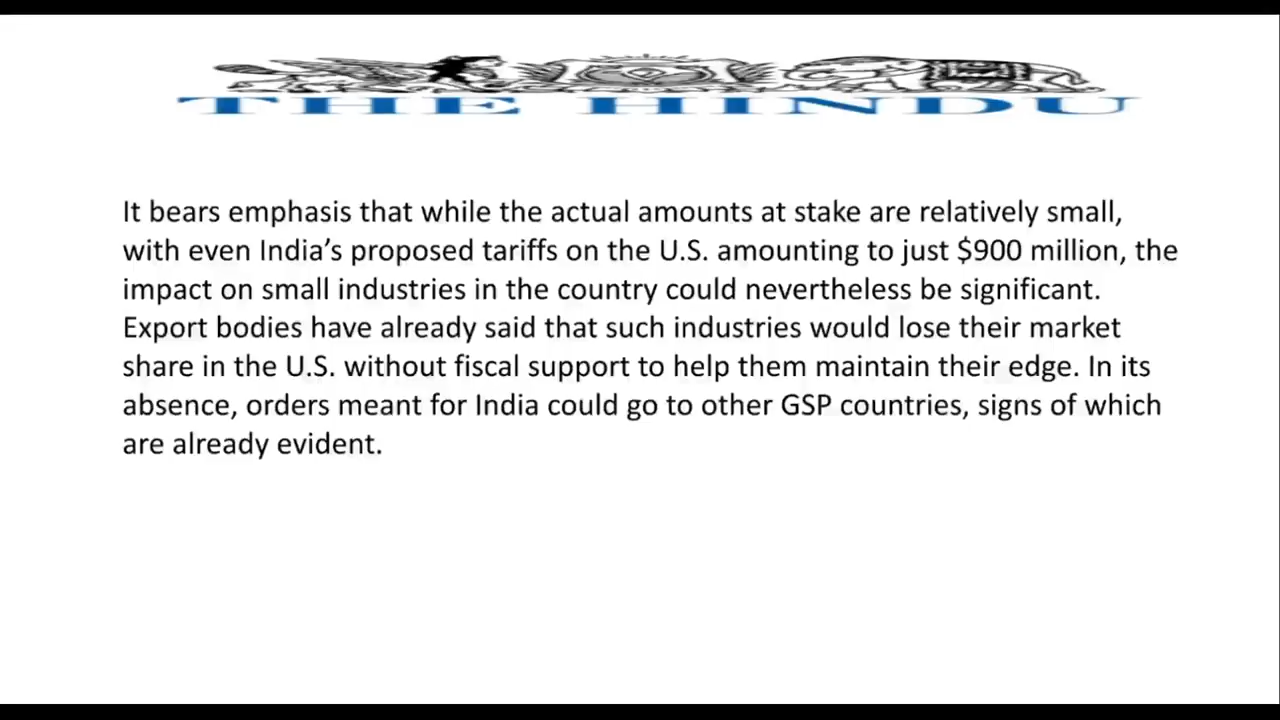 THE HINDU
It bears emphasis that while the actual amounts at stake are relatively small,
with even India’s proposed tariffs on the U.S. amounting to just $900 million, the
impact on small industries in the country could nevertheless be significant.
Export bodies have already said that such industries would lose their market
share in the U.S. without fiscal support to help them maintain their edge. In its
absence, orders meant for India could go to other GSP countries, signs of which
are already evident.